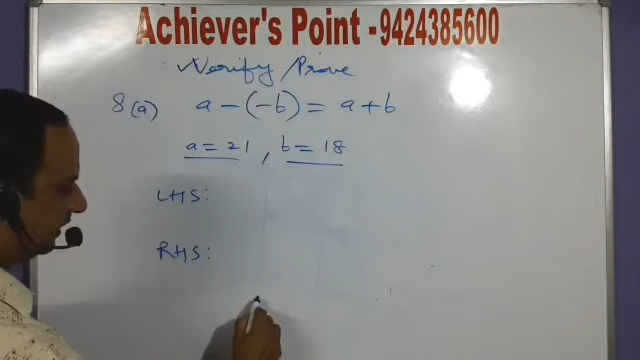 Achiever's Point -9424385600
: Verify/Prove
8(a) a - (-b) = a + b
a = 21, b = 18
LHS:
RHS: